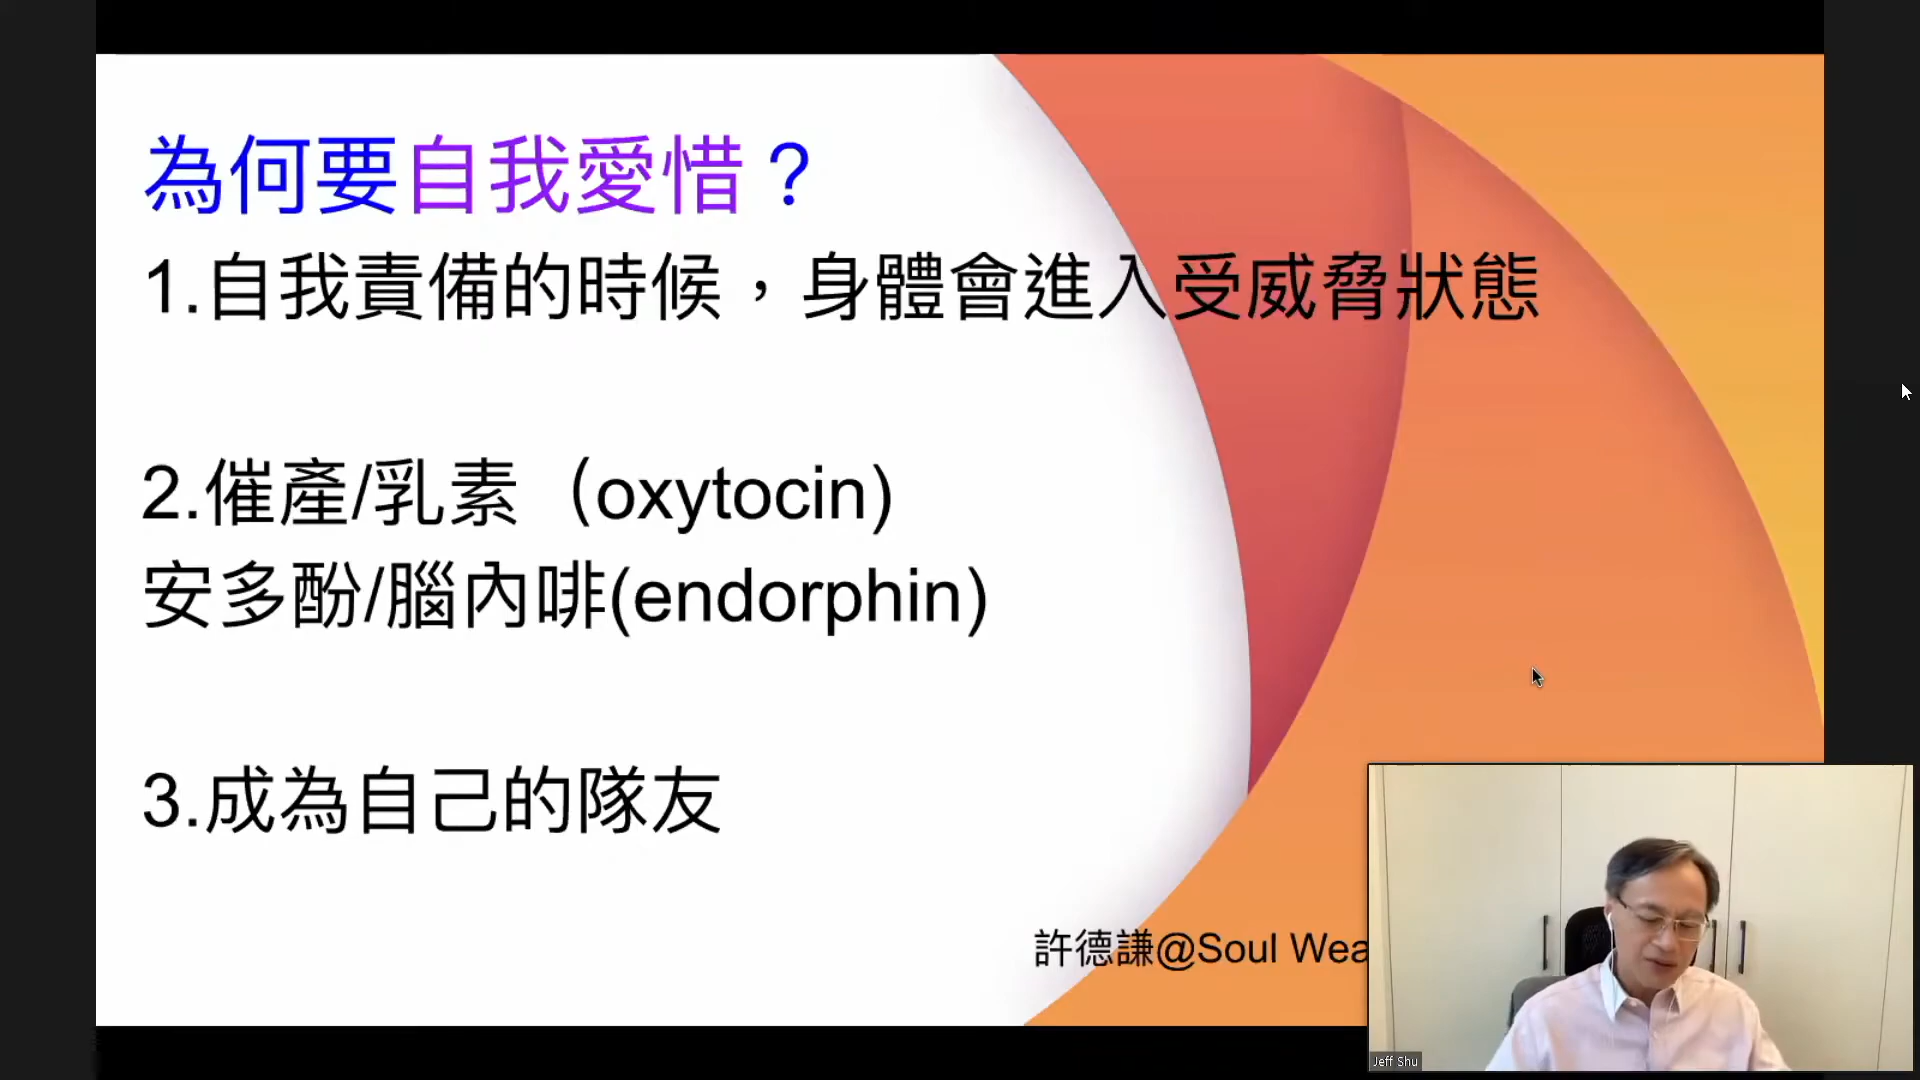 為何要自我愛惜？
1.自我責備的時候，身體會進入受威脅狀態
2.催產/乳素（oxytocin)
安多酚/腦內啡(endorphin)
3.成為自己的隊友
許德謙@Soul Wea
Jeff Shu